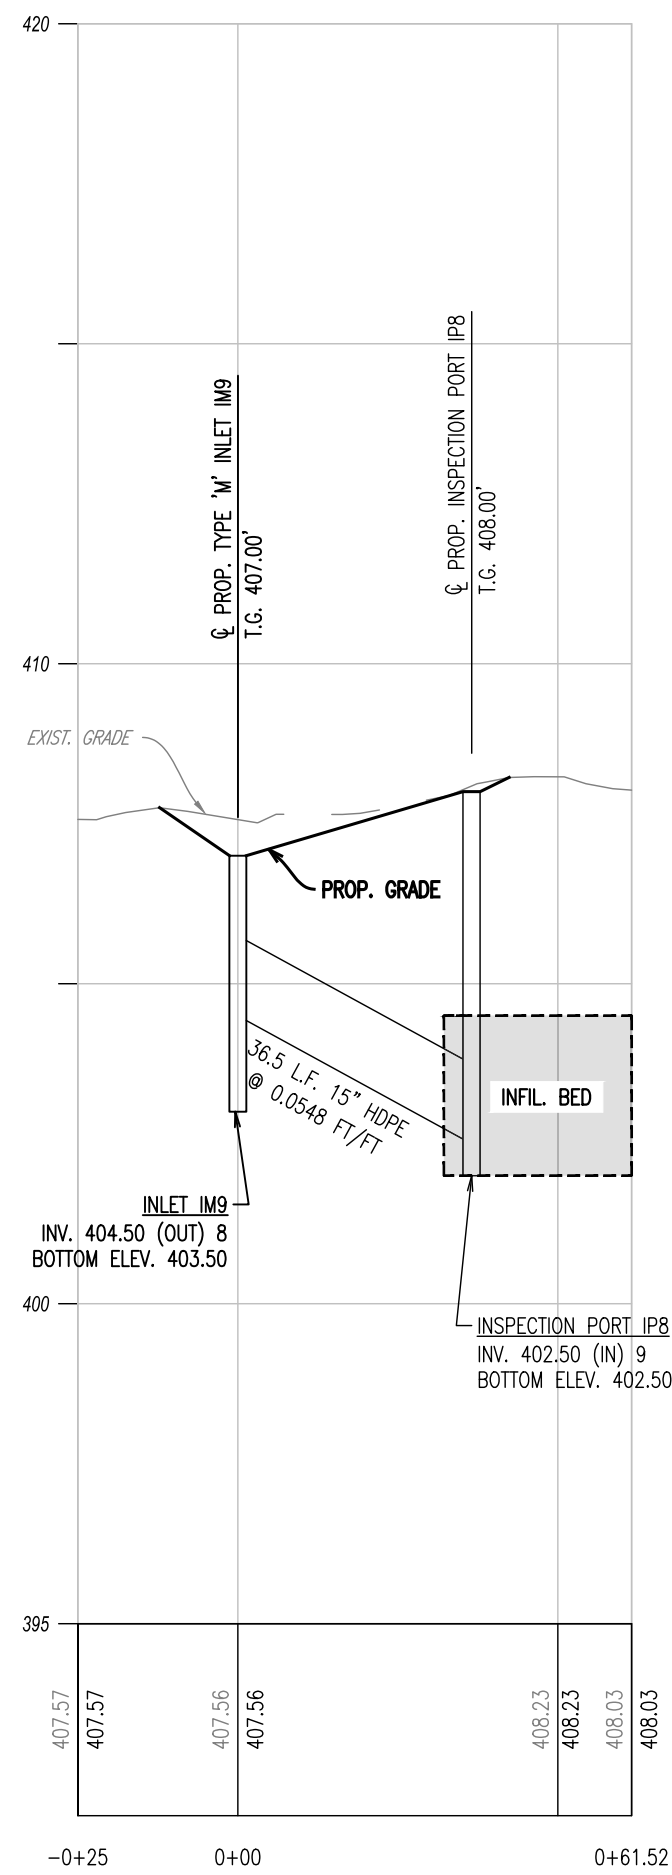 420
℄ PROP. TYPE 'M' INLET IM9
T.G. 407.00'
℄ PROP. INSPECTION PORT IP8
T.G. 408.00'
410
EXIST. GRADE
PROP. GRADE
36.5 L.F. 15" HDPE
@ 0.0548 FT/FT
INFIL. BED
INLET IM9
INV. 404.50 (OUT) 8
BOTTOM ELEV. 403.50
400
INSPECTION PORT IP8
INV. 402.50 (IN) 9
BOTTOM ELEV. 402.50
395
407.57
407.57
407.56
407.56
408.23
408.23
408.03
408.03
-0+25
0+00
0+61.52